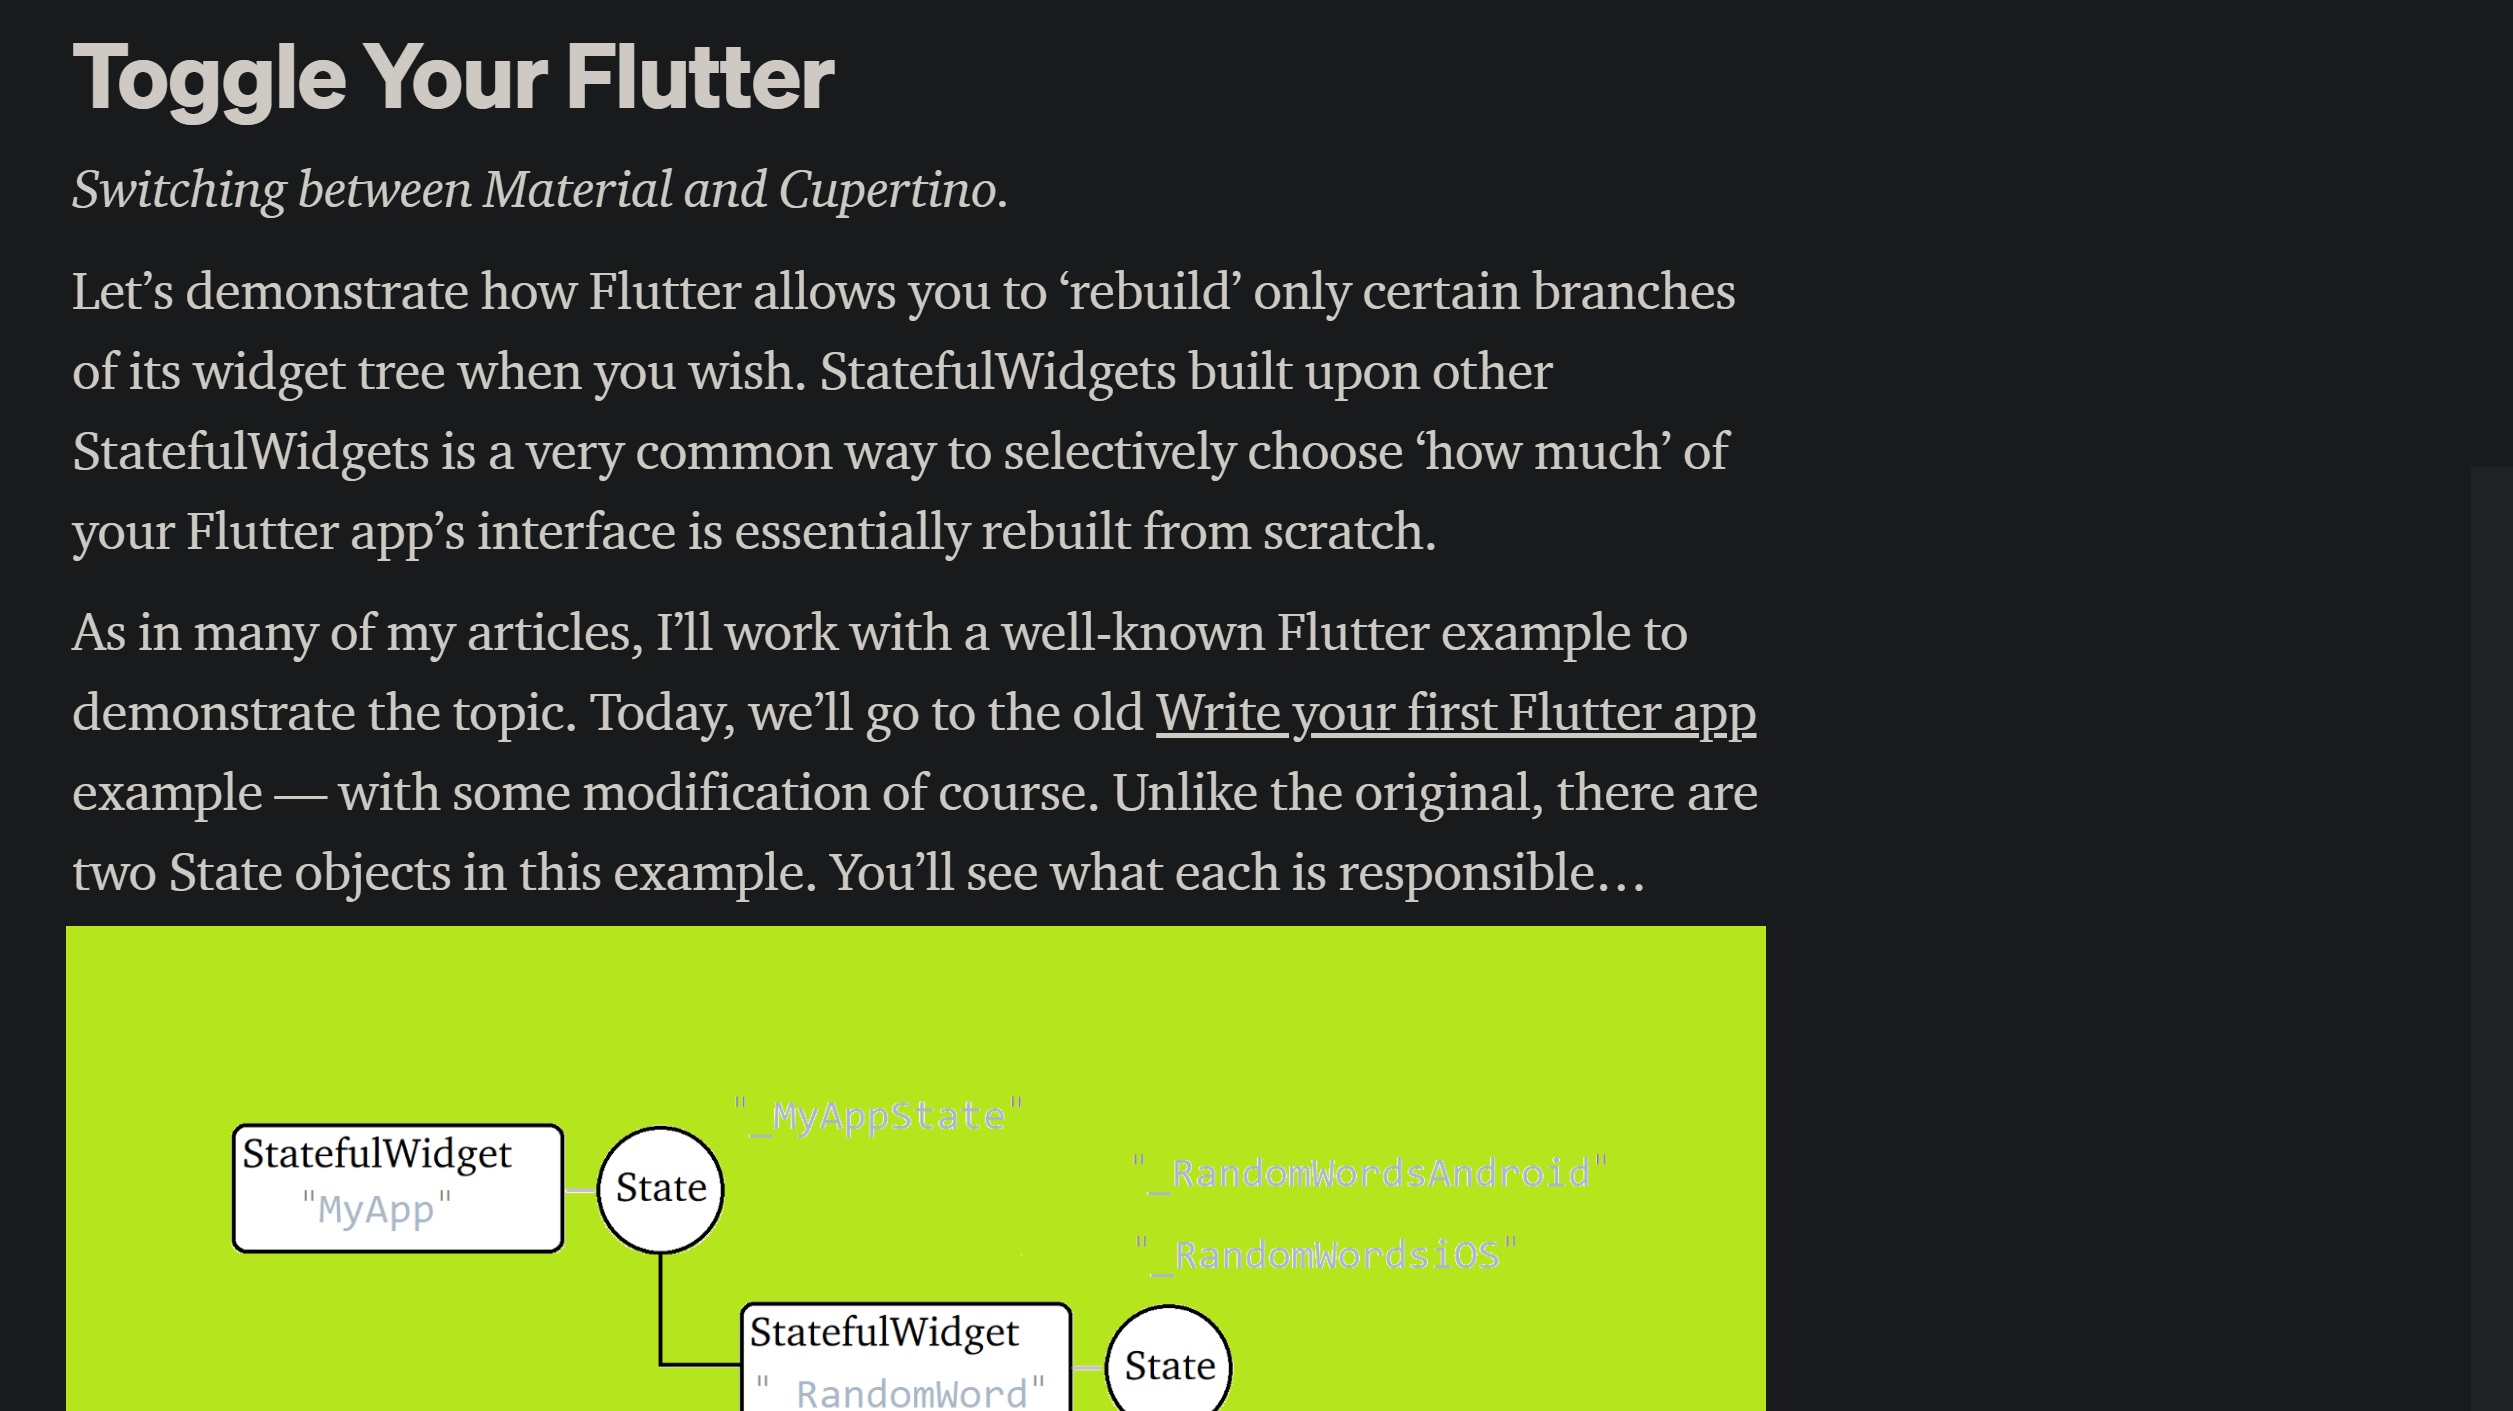 Toggle Your Flutter
Switching between Material and Cupertino.
Let’s demonstrate how Flutter allows you to ‘rebuild’ only certain branches
of its widget tree when you wish. StatefulWidgets built upon other
StatefulWidgets is a very common way to selectively choose ‘how much’ of
your Flutter app’s interface is essentially rebuilt from scratch.
As in many of my articles, I’ll work with a well-known Flutter example to
demonstrate the topic. Today, we’ll go to the old Write your first Flutter app
example — with some modification of course. Unlike the original, there are
two State objects in this example. You’ll see what each is responsible…
"_MyAppState"
StatefulWidget
"MyApp"
State
"_RandomWordsAndroid"
"_RandomWordsiOS"
StatefulWidget
" RandomWord"
State